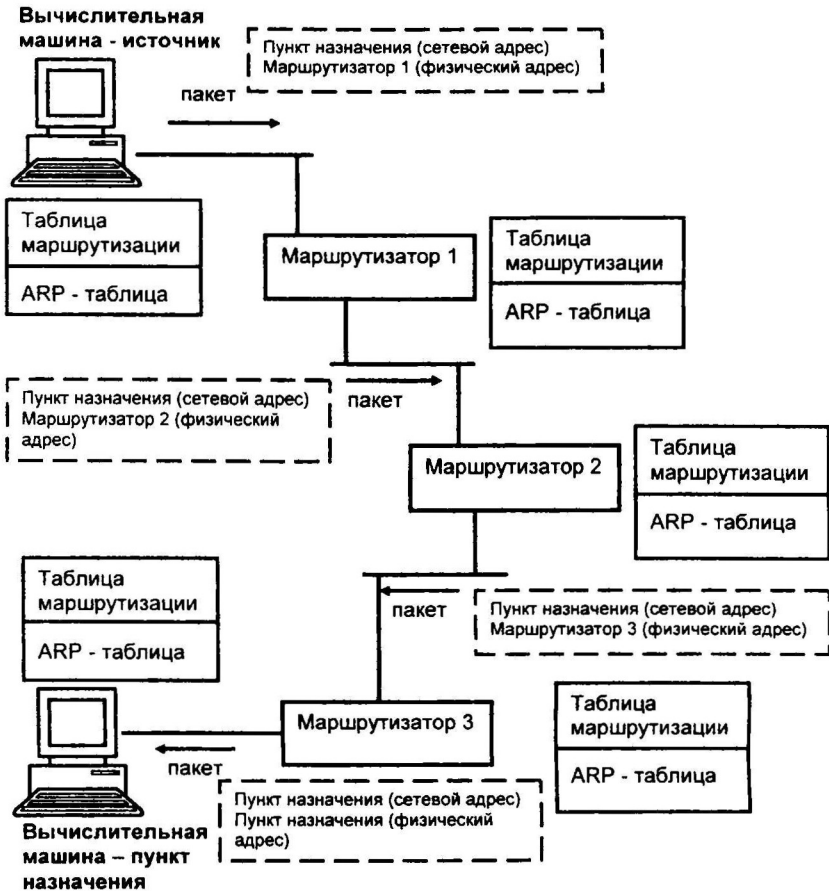 Вычислительная
машина - источник
Пункт назначения (сетевой адрес)
Маршрутизатор 1 (физический адрес)
пакет
Таблица
маршрутизации
ARP - таблица
Маршрутизатор 1
Таблица
маршрутизации
ARP - таблица
Пункт назначения (сетевой адрес)
Маршрутизатор 2 (физический
адрес)
пакет
Маршрутизатор 2
Таблица
маршрутизации
ARP - таблица
Таблица
маршрутизации
ARP - таблица
пакет
Пункт назначения (сетевой адрес)
Маршрутизатор 3 (физический адрес)
Маршрутизатор 3
Таблица
маршрутизации
ARP - таблица
пакет
Пункт назначения (сетевой адрес)
Пункт назначения (физический
адрес)
Вычислительная
машина – пункт
назначения